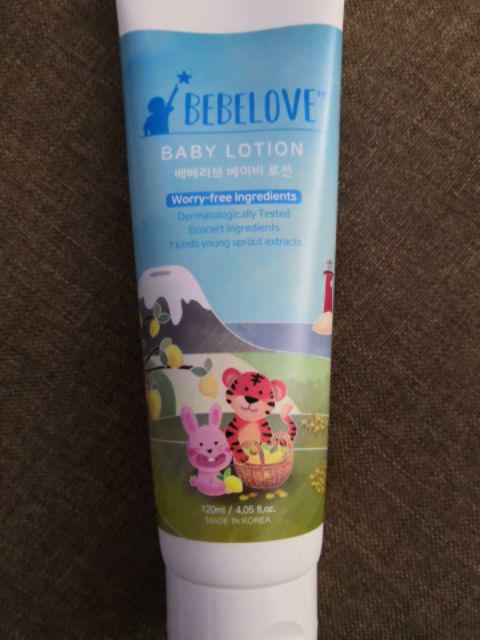 BEBELOVE™
BABY LOTION
베베러브 베이비 로션
Worry-free Ingredients
Dermatologically Tested
Ecocert ingredients
7 kinds young sprout extracts
120ml / 4.05 fl.oz.
MADE IN KOREA